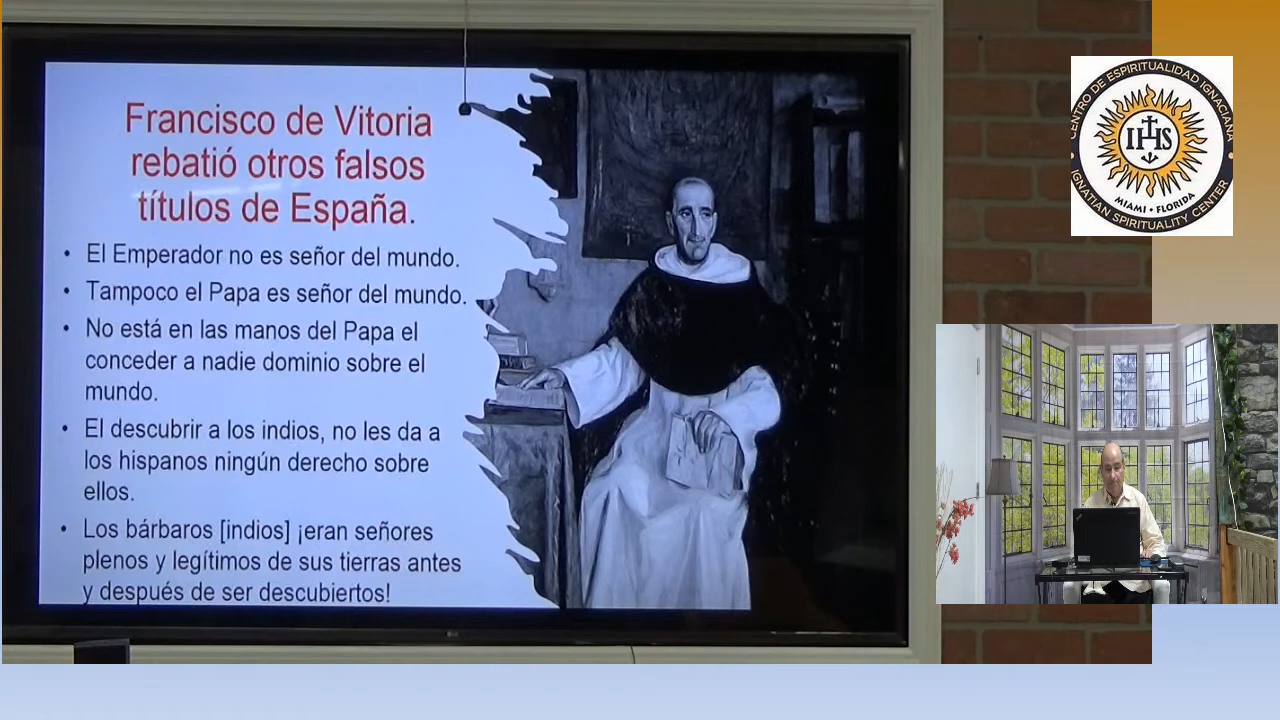 Francisco de Vitoria
rebatió otros falsos
títulos de España.
• El Emperador no es señor del mundo.
• Tampoco el Papa es señor del mundo.
• No está en las manos del Papa el
conceder a nadie dominio sobre el
mundo.
• El descubrir a los indios, no les da a
los hispanos ningún derecho sobre
ellos.
• Los bárbaros [indios] ¡eran señores
plenos y legítimos de sus tierras antes
y después de ser descubiertos!
CENTRO DE ESPIRITUALIDAD IGNACIANA
IHS
MIAMI • FLORIDA
IGNATIAN SPIRITUALITY CENTER